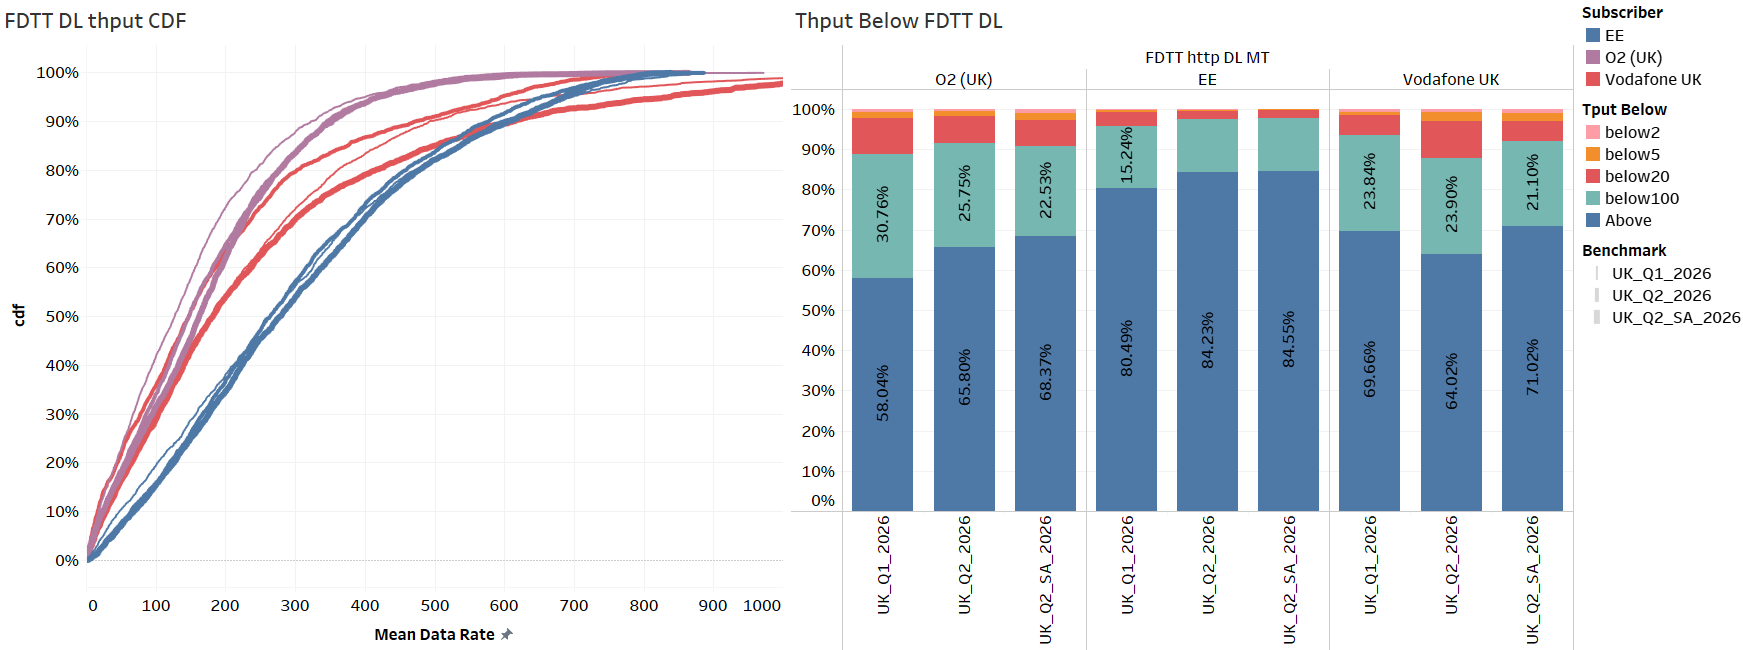 FDTT DL thput CDF
cdf
100%
90%
80%
70%
60%
50%
40%
30%
20%
10%
0%
0 100 200 300 400 500 600 700 800 900 1000
Mean Data Rate
Thput Below FDTT DL
FDTT http DL MT
O2 (UK) EE Vodafone UK
100%
90%
80%
70%
60%
50%
40%
30%
20%
10%
0%
30.76% 25.75% 22.53% 15.24% 23.84% 23.90% 21.10%
58.04% 65.80% 68.37% 80.49% 84.23% 84.55% 69.66% 64.02% 71.02%
UK_Q1_2026 UK_Q2_2026 UK_Q2_SA_2026 UK_Q1_2026 UK_Q2_2026 UK_Q2_SA_2026 UK_Q1_2026 UK_Q2_2026 UK_Q2_SA_2026
Subscriber
EE
O2 (UK)
Vodafone UK
Tput Below
below2
below5
below20
below100
Above
Benchmark
UK_Q1_2026
UK_Q2_2026
UK_Q2_SA_2026